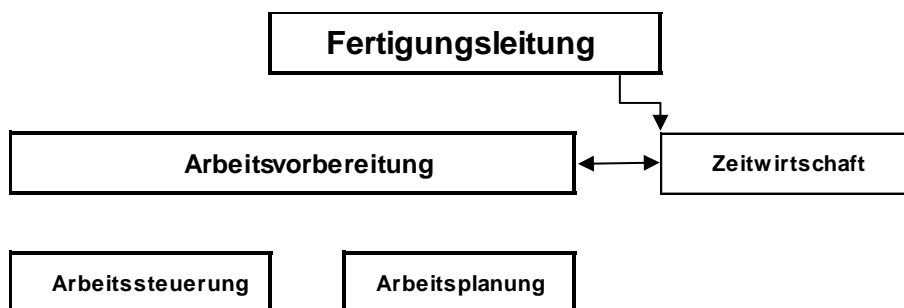 Fertigungsleitung
Arbeitsvorbereitung
Zeitwirtschaft
Arbeitssteuerung
Arbeitsplanung